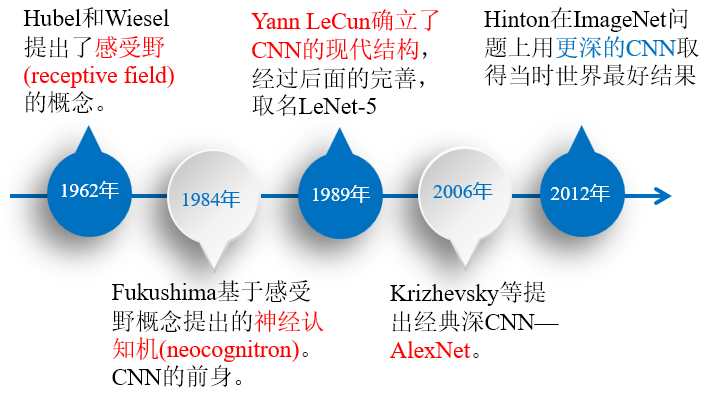 Hubel和Wiesel
提出了感受野
(receptive field)
的概念。
Yann LeCun确立了
CNN的现代结构，
经过后面的完善，
取名LeNet-5
Hinton在ImageNet问
题上用更深的CNN取
得当时世界最好结果
1962年
1984年
1989年
2006年
2012年
Fukushima基于感受
野概念提出的神经认
知机(neocognitron)。
CNN的前身。
Krizhevsky等提
出经典深CNN—
AlexNet。